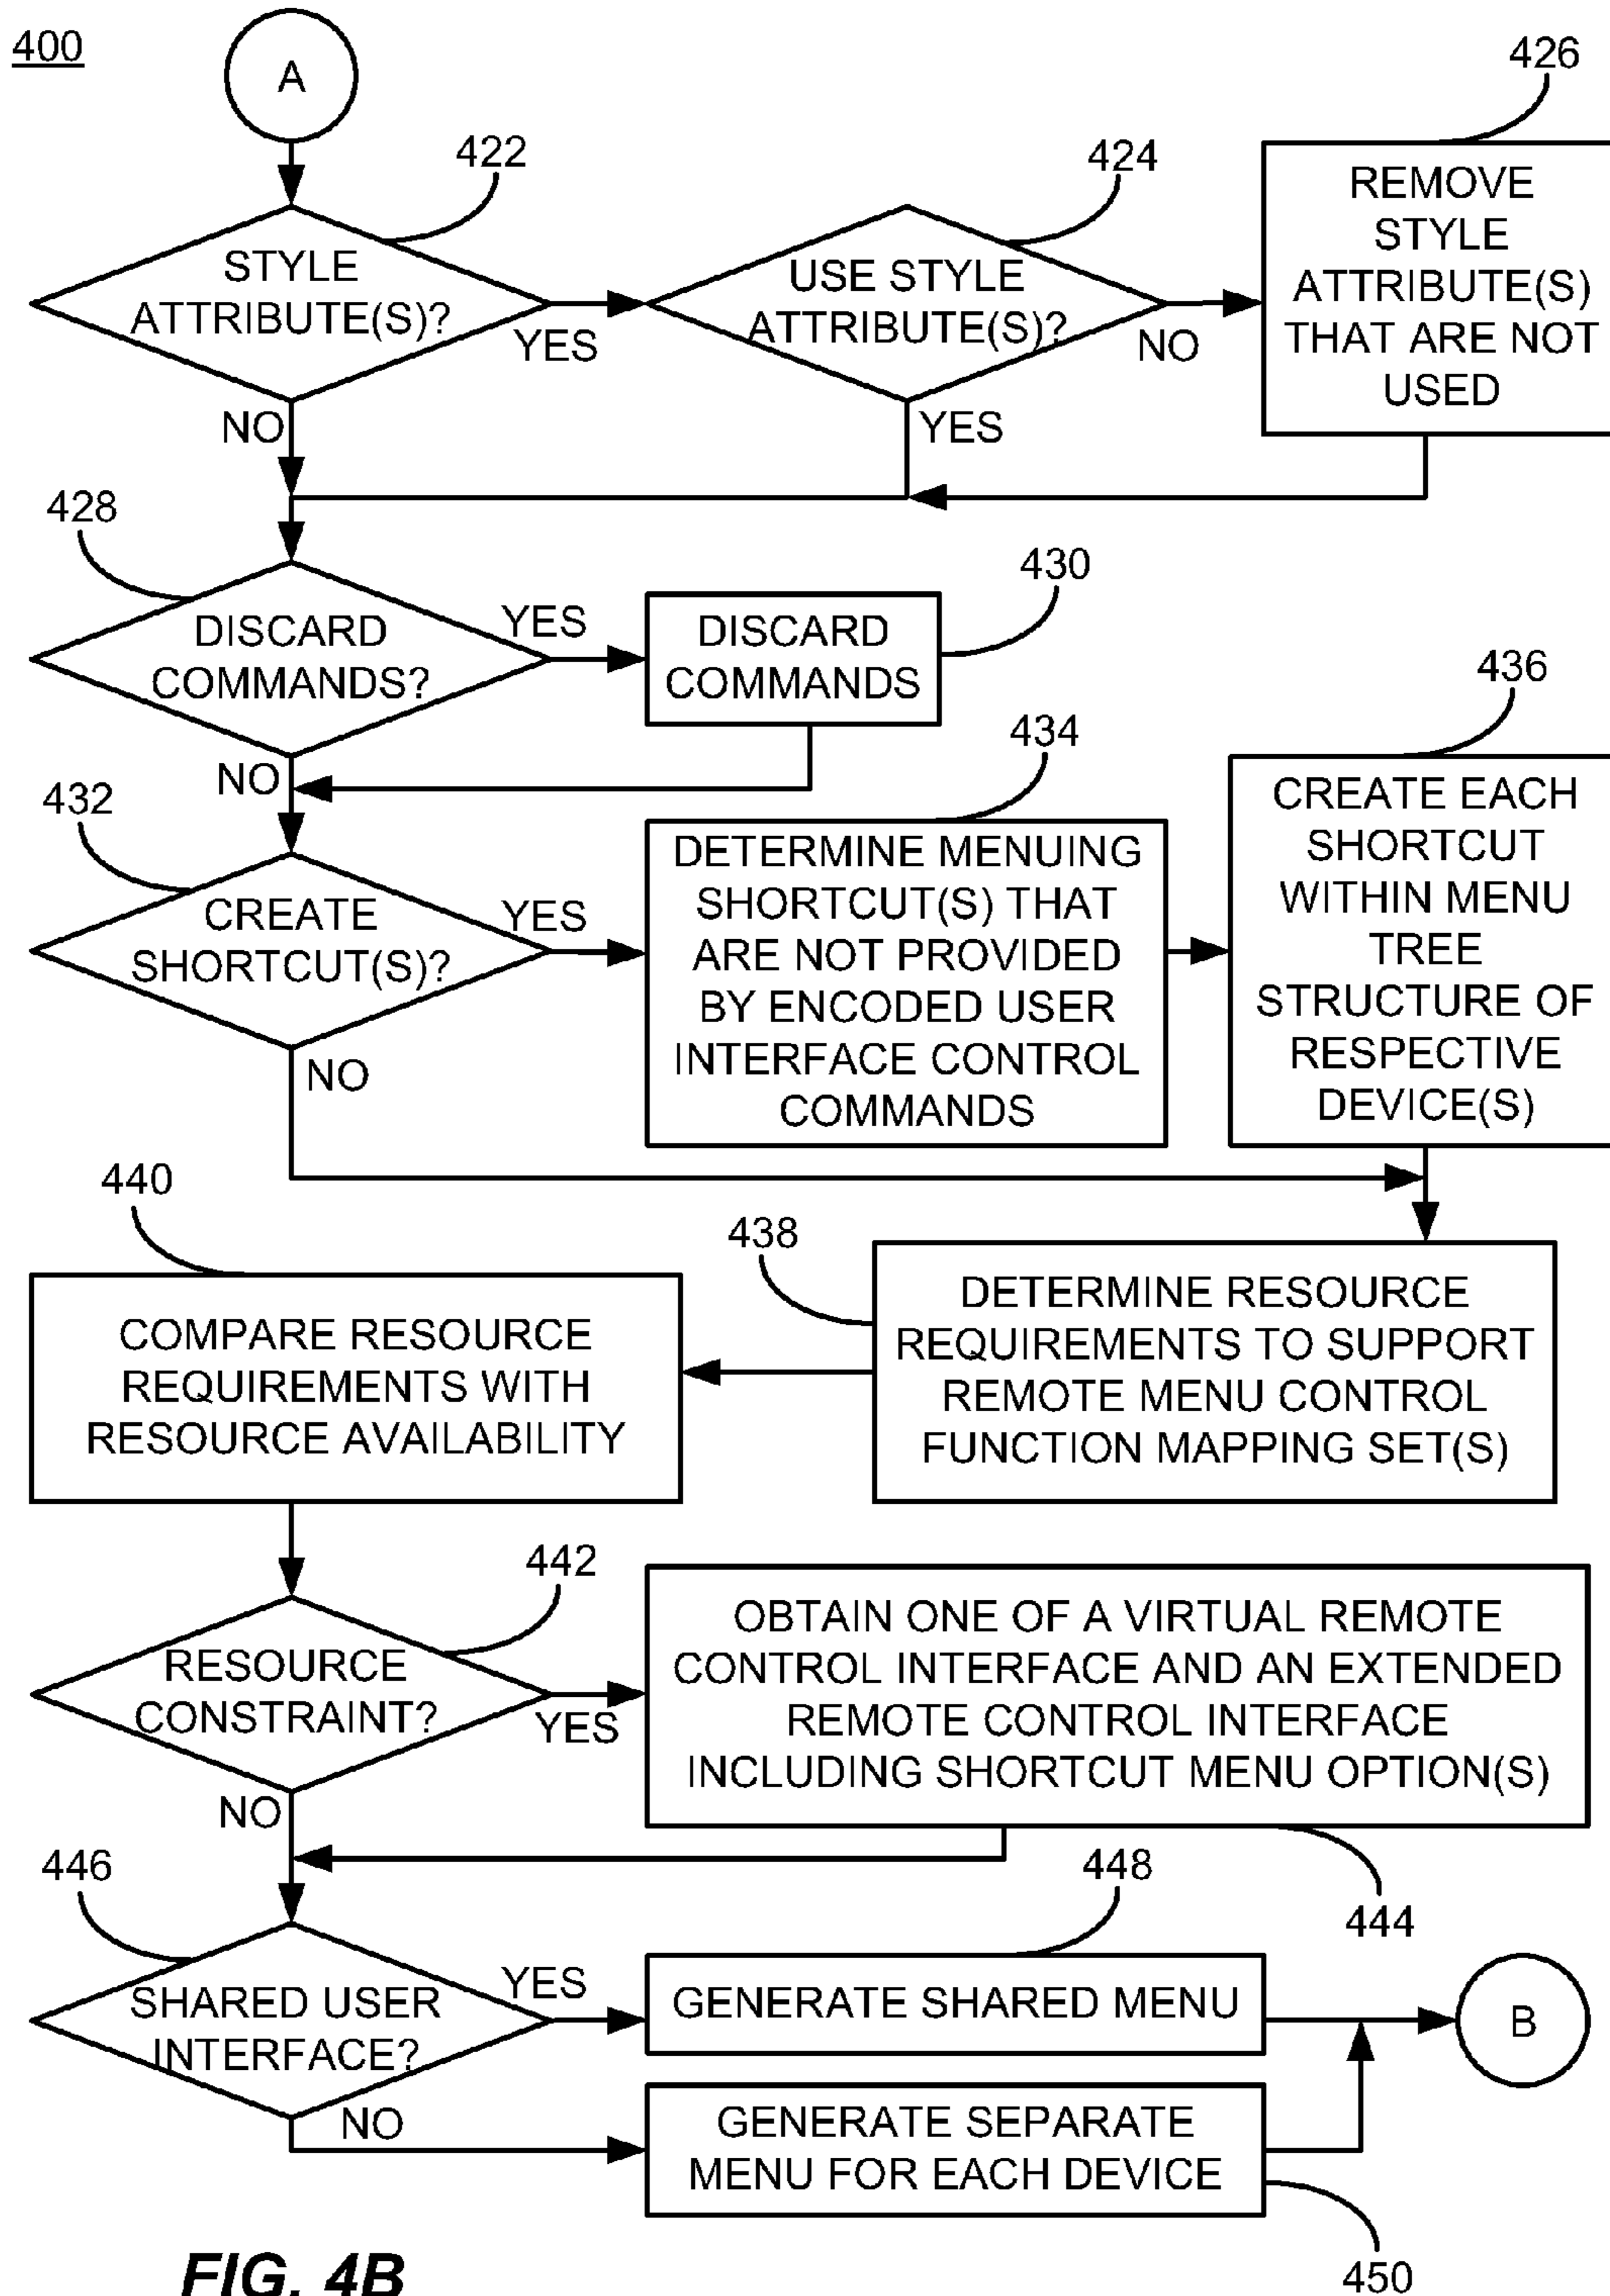 400
A
422
424
426
STYLE
ATTRIBUTE(S)?
YES
NO
USE STYLE
ATTRIBUTE(S)?
NO
YES
REMOVE
STYLE
ATTRIBUTE(S)
THAT ARE NOT
USED
428
DISCARD
COMMANDS?
YES
NO
430
DISCARD
COMMANDS
432
CREATE
SHORTCUT(S)?
YES
NO
434
DETERMINE MENUING
SHORTCUT(S) THAT
ARE NOT PROVIDED
BY ENCODED USER
INTERFACE CONTROL
COMMANDS
436
CREATE EACH
SHORTCUT
WITHIN MENU
TREE
STRUCTURE OF
RESPECTIVE
DEVICE(S)
438
DETERMINE RESOURCE
REQUIREMENTS TO SUPPORT
REMOTE MENU CONTROL
FUNCTION MAPPING SET(S)
440
COMPARE RESOURCE
REQUIREMENTS WITH
RESOURCE AVAILABILITY
442
RESOURCE
CONSTRAINT?
YES
NO
OBTAIN ONE OF A VIRTUAL REMOTE
CONTROL INTERFACE AND AN EXTENDED
REMOTE CONTROL INTERFACE
INCLUDING SHORTCUT MENU OPTION(S)
444
446
SHARED USER
INTERFACE?
YES
NO
448
GENERATE SHARED MENU
B
GENERATE SEPARATE
MENU FOR EACH DEVICE
450
FIG. 4B